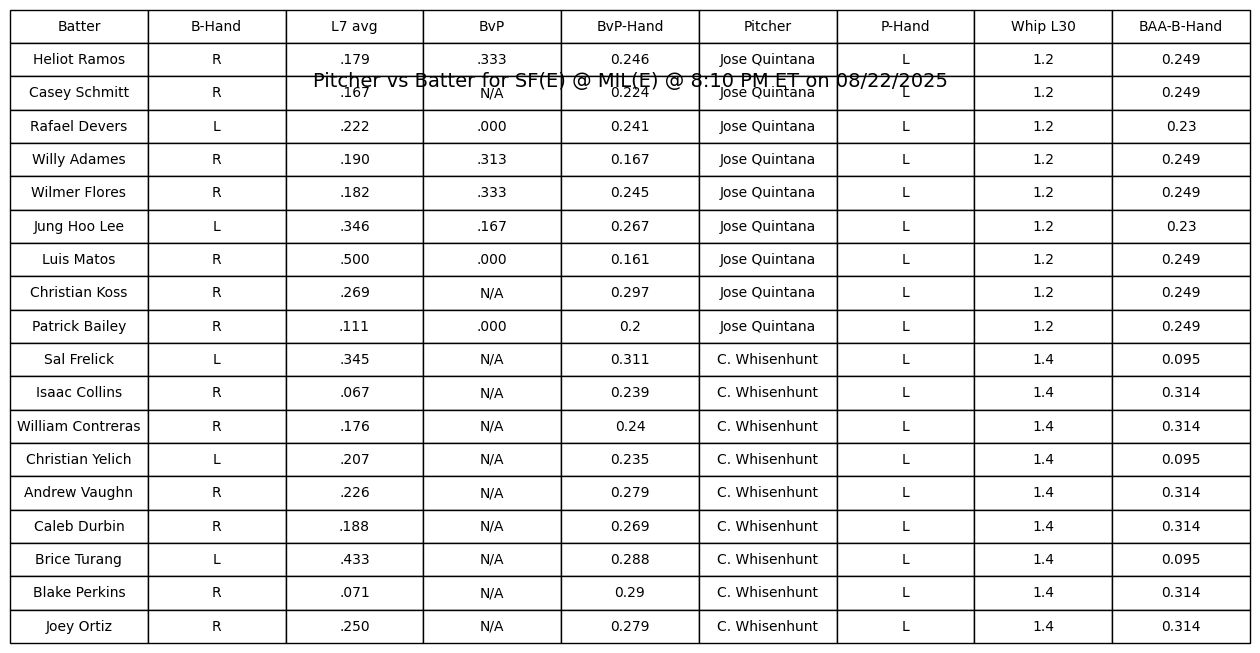 Batter B-Hand L7 avg BvP BvP-Hand Pitcher P-Hand Whip L30 BAA-B-Hand
Heliot Ramos R .179 .333 0.246 Jose Quintana L 1.2 0.249
Pitcher vs Batter for SF(E) @ MIL(E) @ 8:10 PM ET on 08/22/2025
Casey Schmitt R .167 N/A 0.224 Jose Quintana L 1.2 0.249
Rafael Devers L .222 .000 0.241 Jose Quintana L 1.2 0.23
Willy Adames R .190 .313 0.167 Jose Quintana L 1.2 0.249
Wilmer Flores R .182 .333 0.245 Jose Quintana L 1.2 0.249
Jung Hoo Lee L .346 .167 0.267 Jose Quintana L 1.2 0.23
Luis Matos R .500 .000 0.161 Jose Quintana L 1.2 0.249
Christian Koss R .269 N/A 0.297 Jose Quintana L 1.2 0.249
Patrick Bailey R .111 .000 0.2 Jose Quintana L 1.2 0.249
Sal Frelick L .345 N/A 0.311 C. Whisenhunt L 1.4 0.095
Isaac Collins R .067 N/A 0.239 C. Whisenhunt L 1.4 0.314
William Contreras R .176 N/A 0.24 C. Whisenhunt L 1.4 0.314
Christian Yelich L .207 N/A 0.235 C. Whisenhunt L 1.4 0.095
Andrew Vaughn R .226 N/A 0.279 C. Whisenhunt L 1.4 0.314
Caleb Durbin R .188 N/A 0.269 C. Whisenhunt L 1.4 0.314
Brice Turang L .433 N/A 0.288 C. Whisenhunt L 1.4 0.095
Blake Perkins R .071 N/A 0.29 C. Whisenhunt L 1.4 0.314
Joey Ortiz R .250 N/A 0.279 C. Whisenhunt L 1.4 0.314